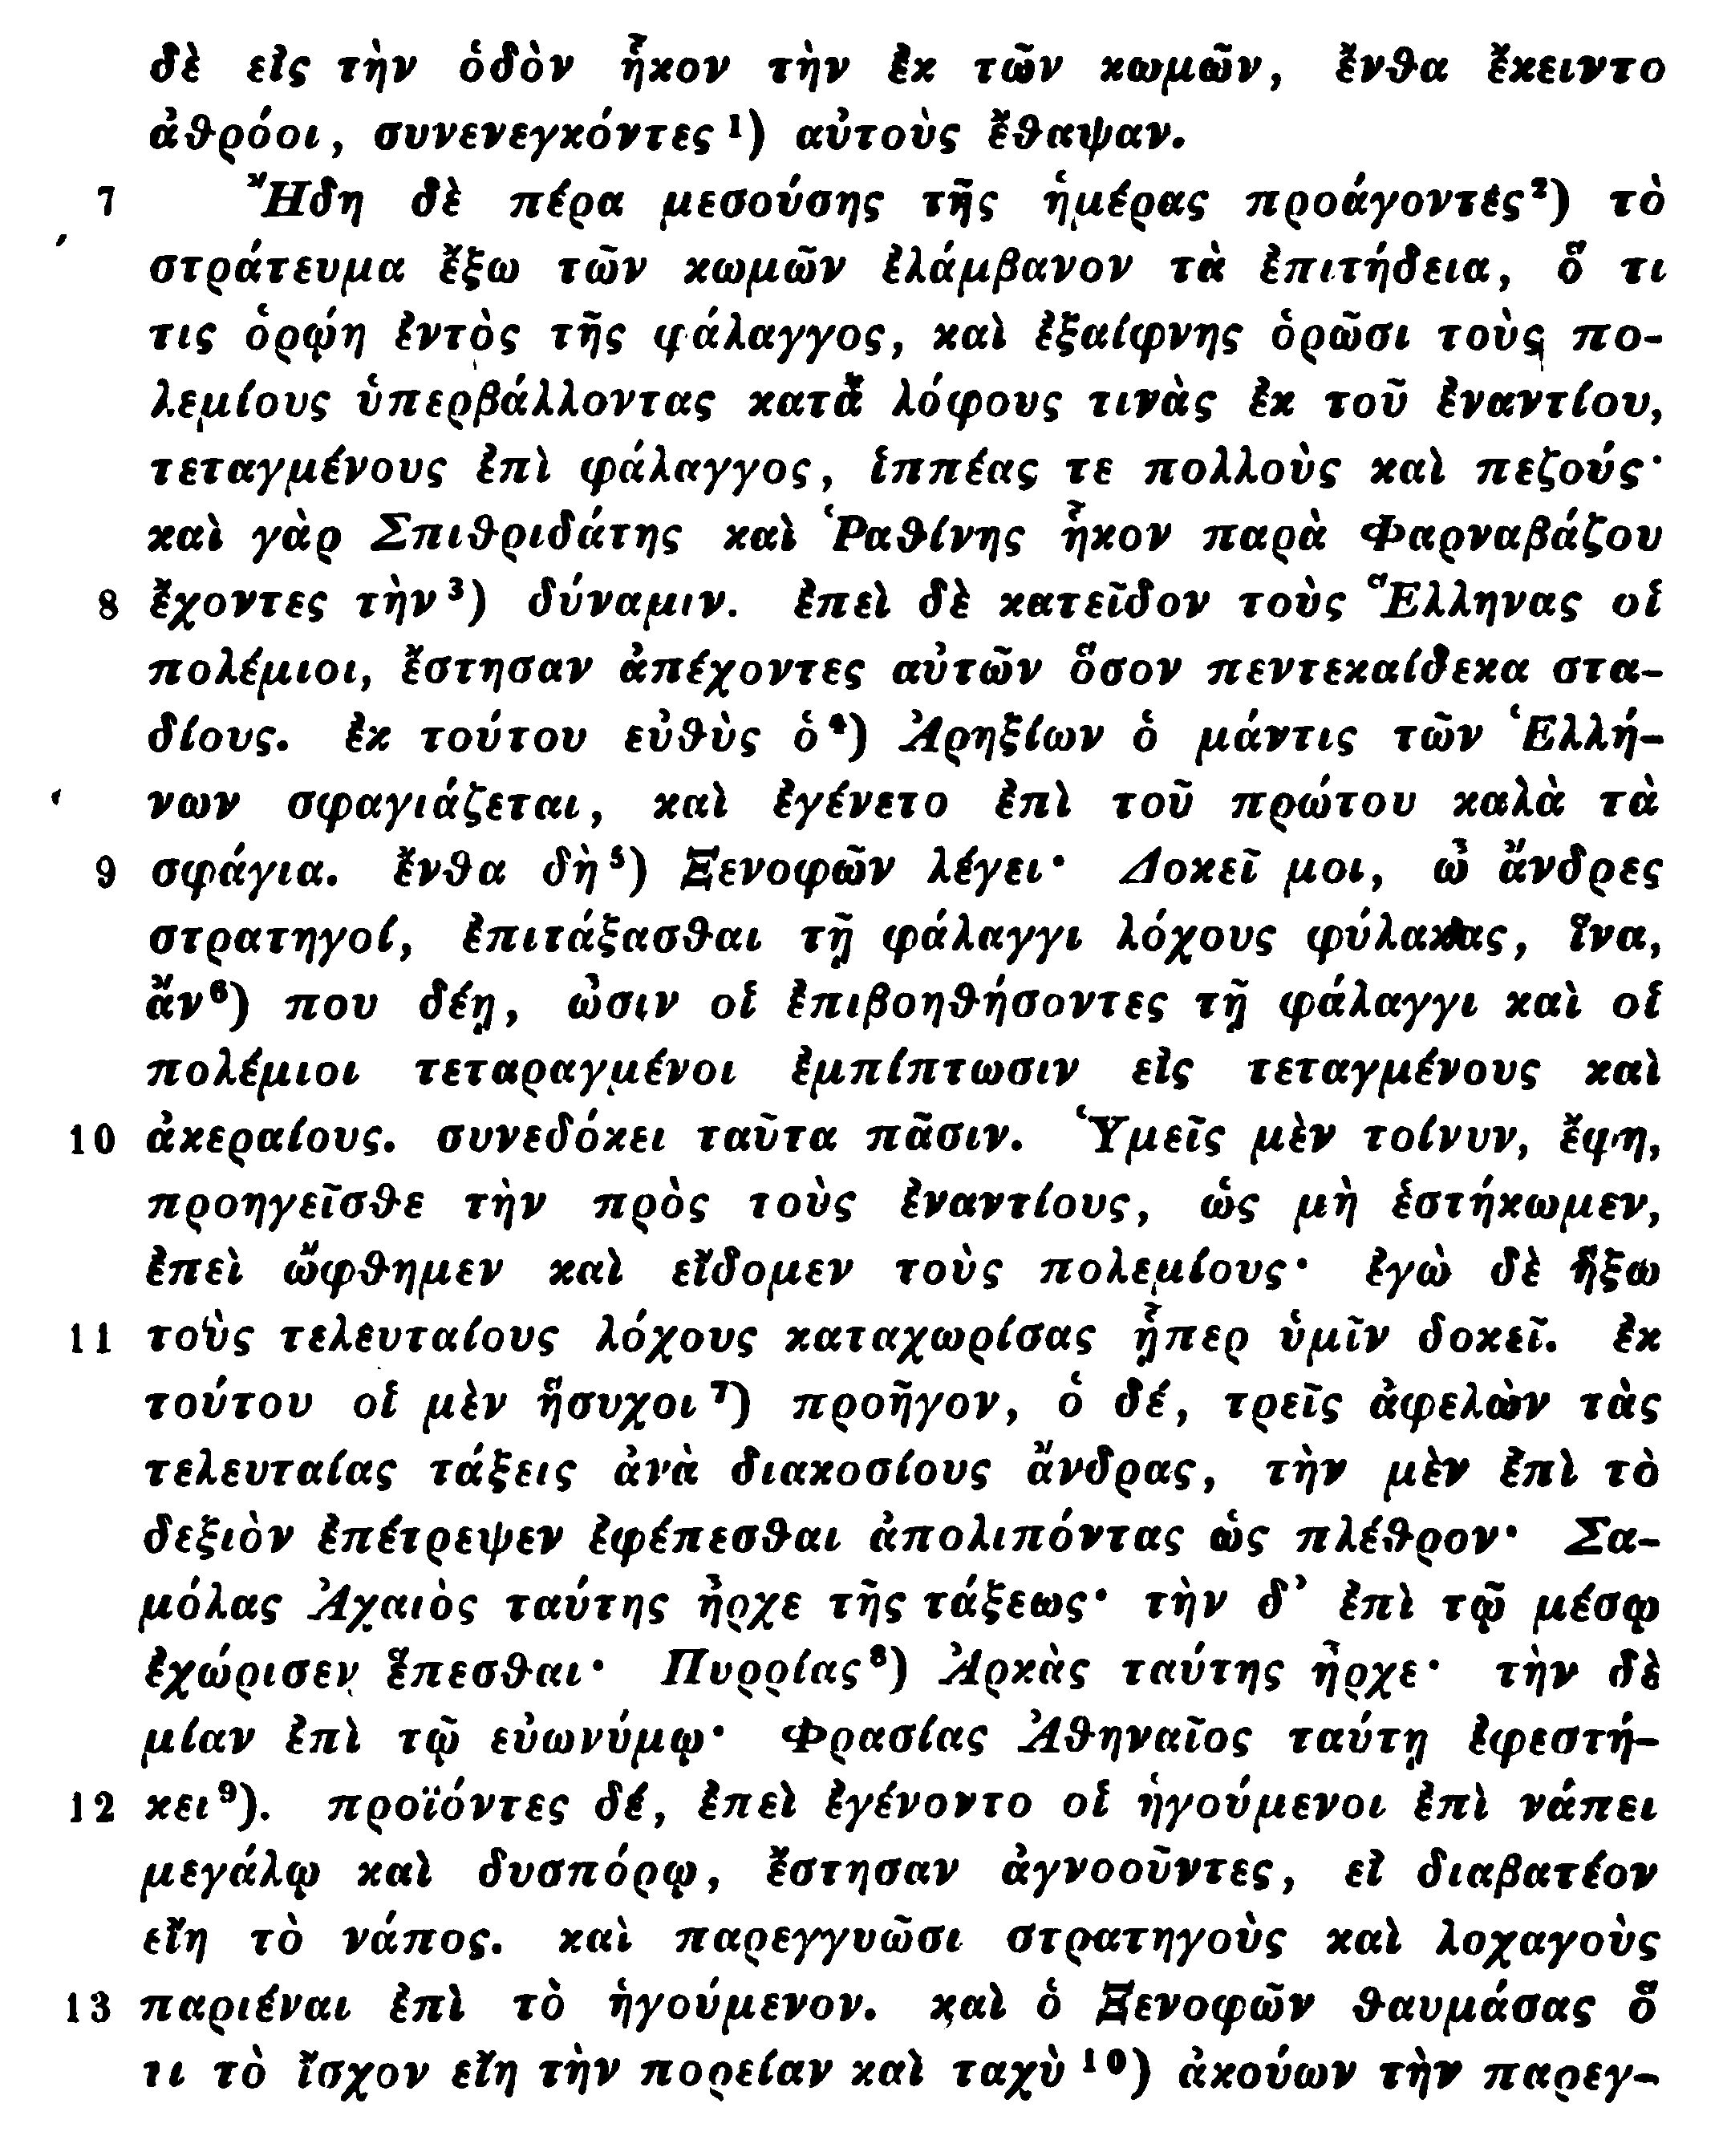 δὲ εἰς τὴν ὁδὸν ἧκον τὴν ἐκ τῶν κωμῶν, ἔνθα ἔκειντο
ἁθρόοι, συνενεγκόντες¹) αὐτοὺς ἔθαψαν.
7 Ἤδη δὲ πέρα μεσούσης τῆς ἡμέρας προάγοντες²) τὸ
στράτευμα ἔξω τῶν κωμῶν ἐλάμβανον τὰ ἐπιτήδεια, ὅ τι
τις ὁρῴη ἐντὸς τῆς φάλαγγος, καὶ ἐξαίφνης ὁρῶσι τοὺς πο-
λεμίους ὑπερβάλλοντας κατὰ λόφους τινὰς ἐκ τοῦ ἐναντίου,
τεταγμένους ἐπὶ φάλαγγος, ἱππέας τε πολλοὺς καὶ πεζούς·
καὶ γὰρ Σπιθριδάτης καὶ Ῥαθίνης ἧκον παρὰ Φαρναβάζου
8 ἔχοντες τὴν³) δύναμιν. ἐπεὶ δὲ κατεῖδον τοὺς Ἕλληνας οἱ
πολέμιοι, ἔστησαν ἀπέχοντες αὐτῶν ὅσον πεντεκαίδεκα στα-
δίους. ἐκ τούτου εὐθὺς ὁ⁴) Ἀρηξίων ὁ μάντις τῶν Ἑλλή-
νων σφαγιάζεται, καὶ ἐγένετο ἐπὶ τοῦ πρώτου καλὰ τὰ
9 σφάγια. ἔνθα δὴ⁵) Ξενοφῶν λέγει· Δοκεῖ μοι, ὦ ἄνδρες
στρατηγοί, ἐπιτάξασθαι τῇ φάλαγγι λόχους φύλακας, ἵνα,
ἄν⁶) που δέῃ, ὦσιν οἱ ἐπιβοηθήσοντες τῇ φάλαγγι καὶ οἱ
πολέμιοι τεταραγμένοι ἐμπίπτωσιν εἰς τεταγμένους καὶ
10 ἀκεραίους. συνεδόκει ταῦτα πᾶσιν. Ὑμεῖς μὲν τοίνυν, ἔφη,
προηγεῖσθε τὴν πρὸς τοὺς ἐναντίους, ὡς μὴ ἑστήκωμεν,
ἐπεὶ ὤφθημεν καὶ εἴδομεν τοὺς πολεμίους· ἐγὼ δὲ ἥξω
11 τοὺς τελευταίους λόχους καταχωρίσας ᾗπερ ὑμῖν δοκεῖ. ἐκ
τούτου οἱ μὲν ἥσυχοι⁷) προῆγον, ὁ δέ, τρεῖς ἀφελὼν τὰς
τελευταίας τάξεις ἀνὰ διακοσίους ἄνδρας, τὴν μὲν ἐπὶ τὸ
δεξιὸν ἐπέτρεψεν ἐφέπεσθαι ἀπολιπόντας ὡς πλέθρον· Σα-
μόλας Ἀχαιὸς ταύτης ἦρχε τῆς τάξεως· τὴν δ’ ἐπὶ τῷ μέσῳ
ἐχώρισεν ἕπεσθαι· Πυρρίας⁸) Ἀρκὰς ταύτης ἦρχε· τὴν δὲ
μίαν ἐπὶ τῷ εὐωνύμῳ· Φρασίας Ἀθηναῖος ταύτῃ ἐφεστή-
12 κει⁹). προϊόντες δέ, ἐπεὶ ἐγένοντο οἱ ἡγούμενοι ἐπὶ νάπει
μεγάλῳ καὶ δυσπόρῳ, ἔστησαν ἀγνοοῦντες, εἰ διαβατέον
εἴη τὸ νάπος. καὶ παρεγγυῶσι στρατηγοὺς καὶ λοχαγοὺς
13 παριέναι ἐπὶ τὸ ἡγούμενον. καὶ ὁ Ξενοφῶν θαυμάσας ὅ
τι τὸ ἴσχον εἴη τὴν πορείαν καὶ ταχὺ¹⁰) ἀκούων τὴν παρεγ-